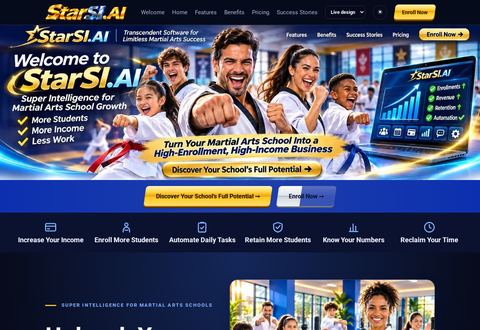 StarSI.AI
Welcome Home Features Benefits Pricing Success Stories
Live design
Enroll Now
StarSI.AI
Transcendent Software for
Limitless Martial Arts Success
Features Benefits Success Stories Pricing Enroll Now →
Welcome to
StarSI.AI
Super Intelligence for
Martial Arts School Growth
✓ More Students
✓ More Income
✓ Less Work
StarSI.AI
Enrollments ↑
Revenue ↑
Retention ↑
Automation ✓
Turn Your Martial Arts School Into a
High-Enrollment, High-Income Business
Discover Your School's Full Potential →
Discover Your School's Full Potential →
Enroll Now →
Increase Your Income
Enroll More Students
Automate Daily Tasks
Retain More Students
Know Your Numbers
Reclaim Your Time
SUPER INTELLIGENCE FOR MARTIAL ARTS SCHOOLS